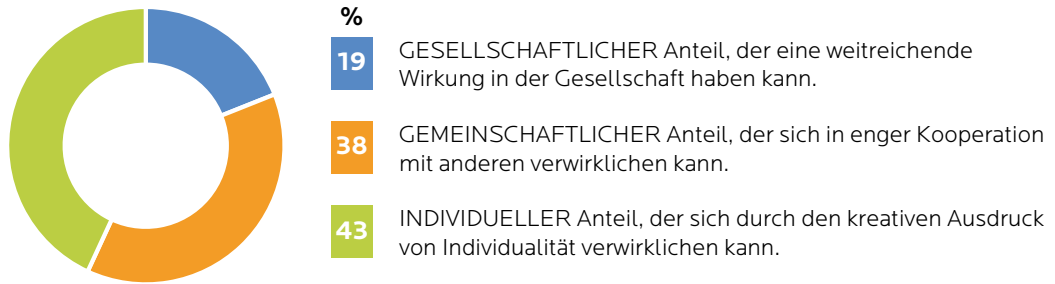 %
19
GESELLSCHAFTLICHER Anteil, der eine weitreichende
Wirkung in der Gesellschaft haben kann.
38
GEMEINSCHAFTLICHER Anteil, der sich in enger Kooperation
mit anderen verwirklichen kann.
43
INDIVIDUELLER Anteil, der sich durch den kreativen Ausdruck
von Individualität verwirklichen kann.